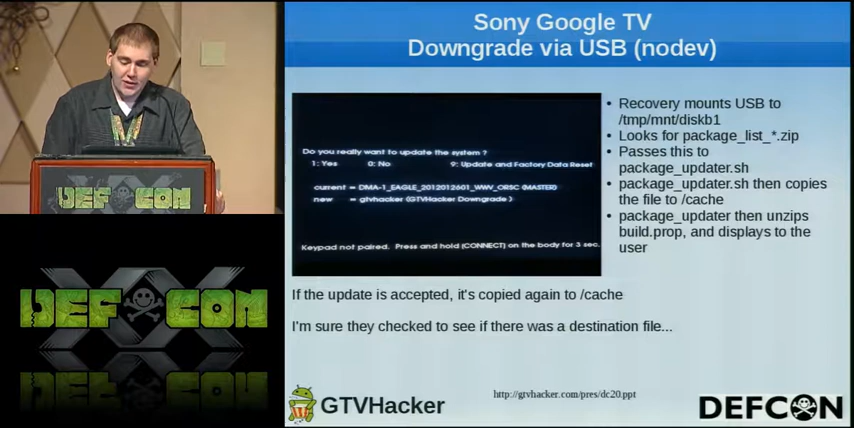 Sony Google TV
Downgrade via USB (nodev)
Do you really want to update the system ?
1: Yes 0: No 9: Update and Factory Data Reset
current = DMA-1_EAGLE_2012012601_WWV_ORSC (MASTER)
new = gtvhacker (GTVHacker Downgrade )
Keypad not paired. Press and hold (CONNECT) on the body for 3 sec.
• Recovery mounts USB to
/tmp/mnt/diskb1
• Looks for package_list_*.zip
• Passes this to
package_updater.sh
• package_updater.sh then copies
the file to /cache
• package_updater then unzips
build.prop, and displays to the
user
If the update is accepted, it's copied again to /cache
I'm sure they checked to see if there was a destination file...
GTVHacker
http://gtvhacker.com/pres/dc20.ppt
DEFCON
DEF CON
XX
DEF CON